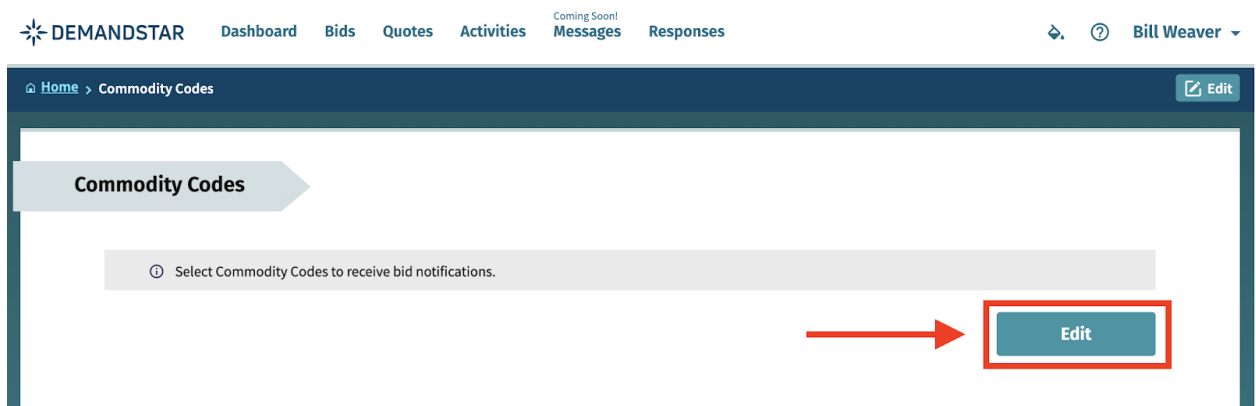 Coming Soon!
DEMANDSTAR Dashboard Bids Quotes Activities Messages Responses Bill Weaver
Home > Commodity Codes Edit
Commodity Codes
Select Commodity Codes to receive bid notifications.
Edit